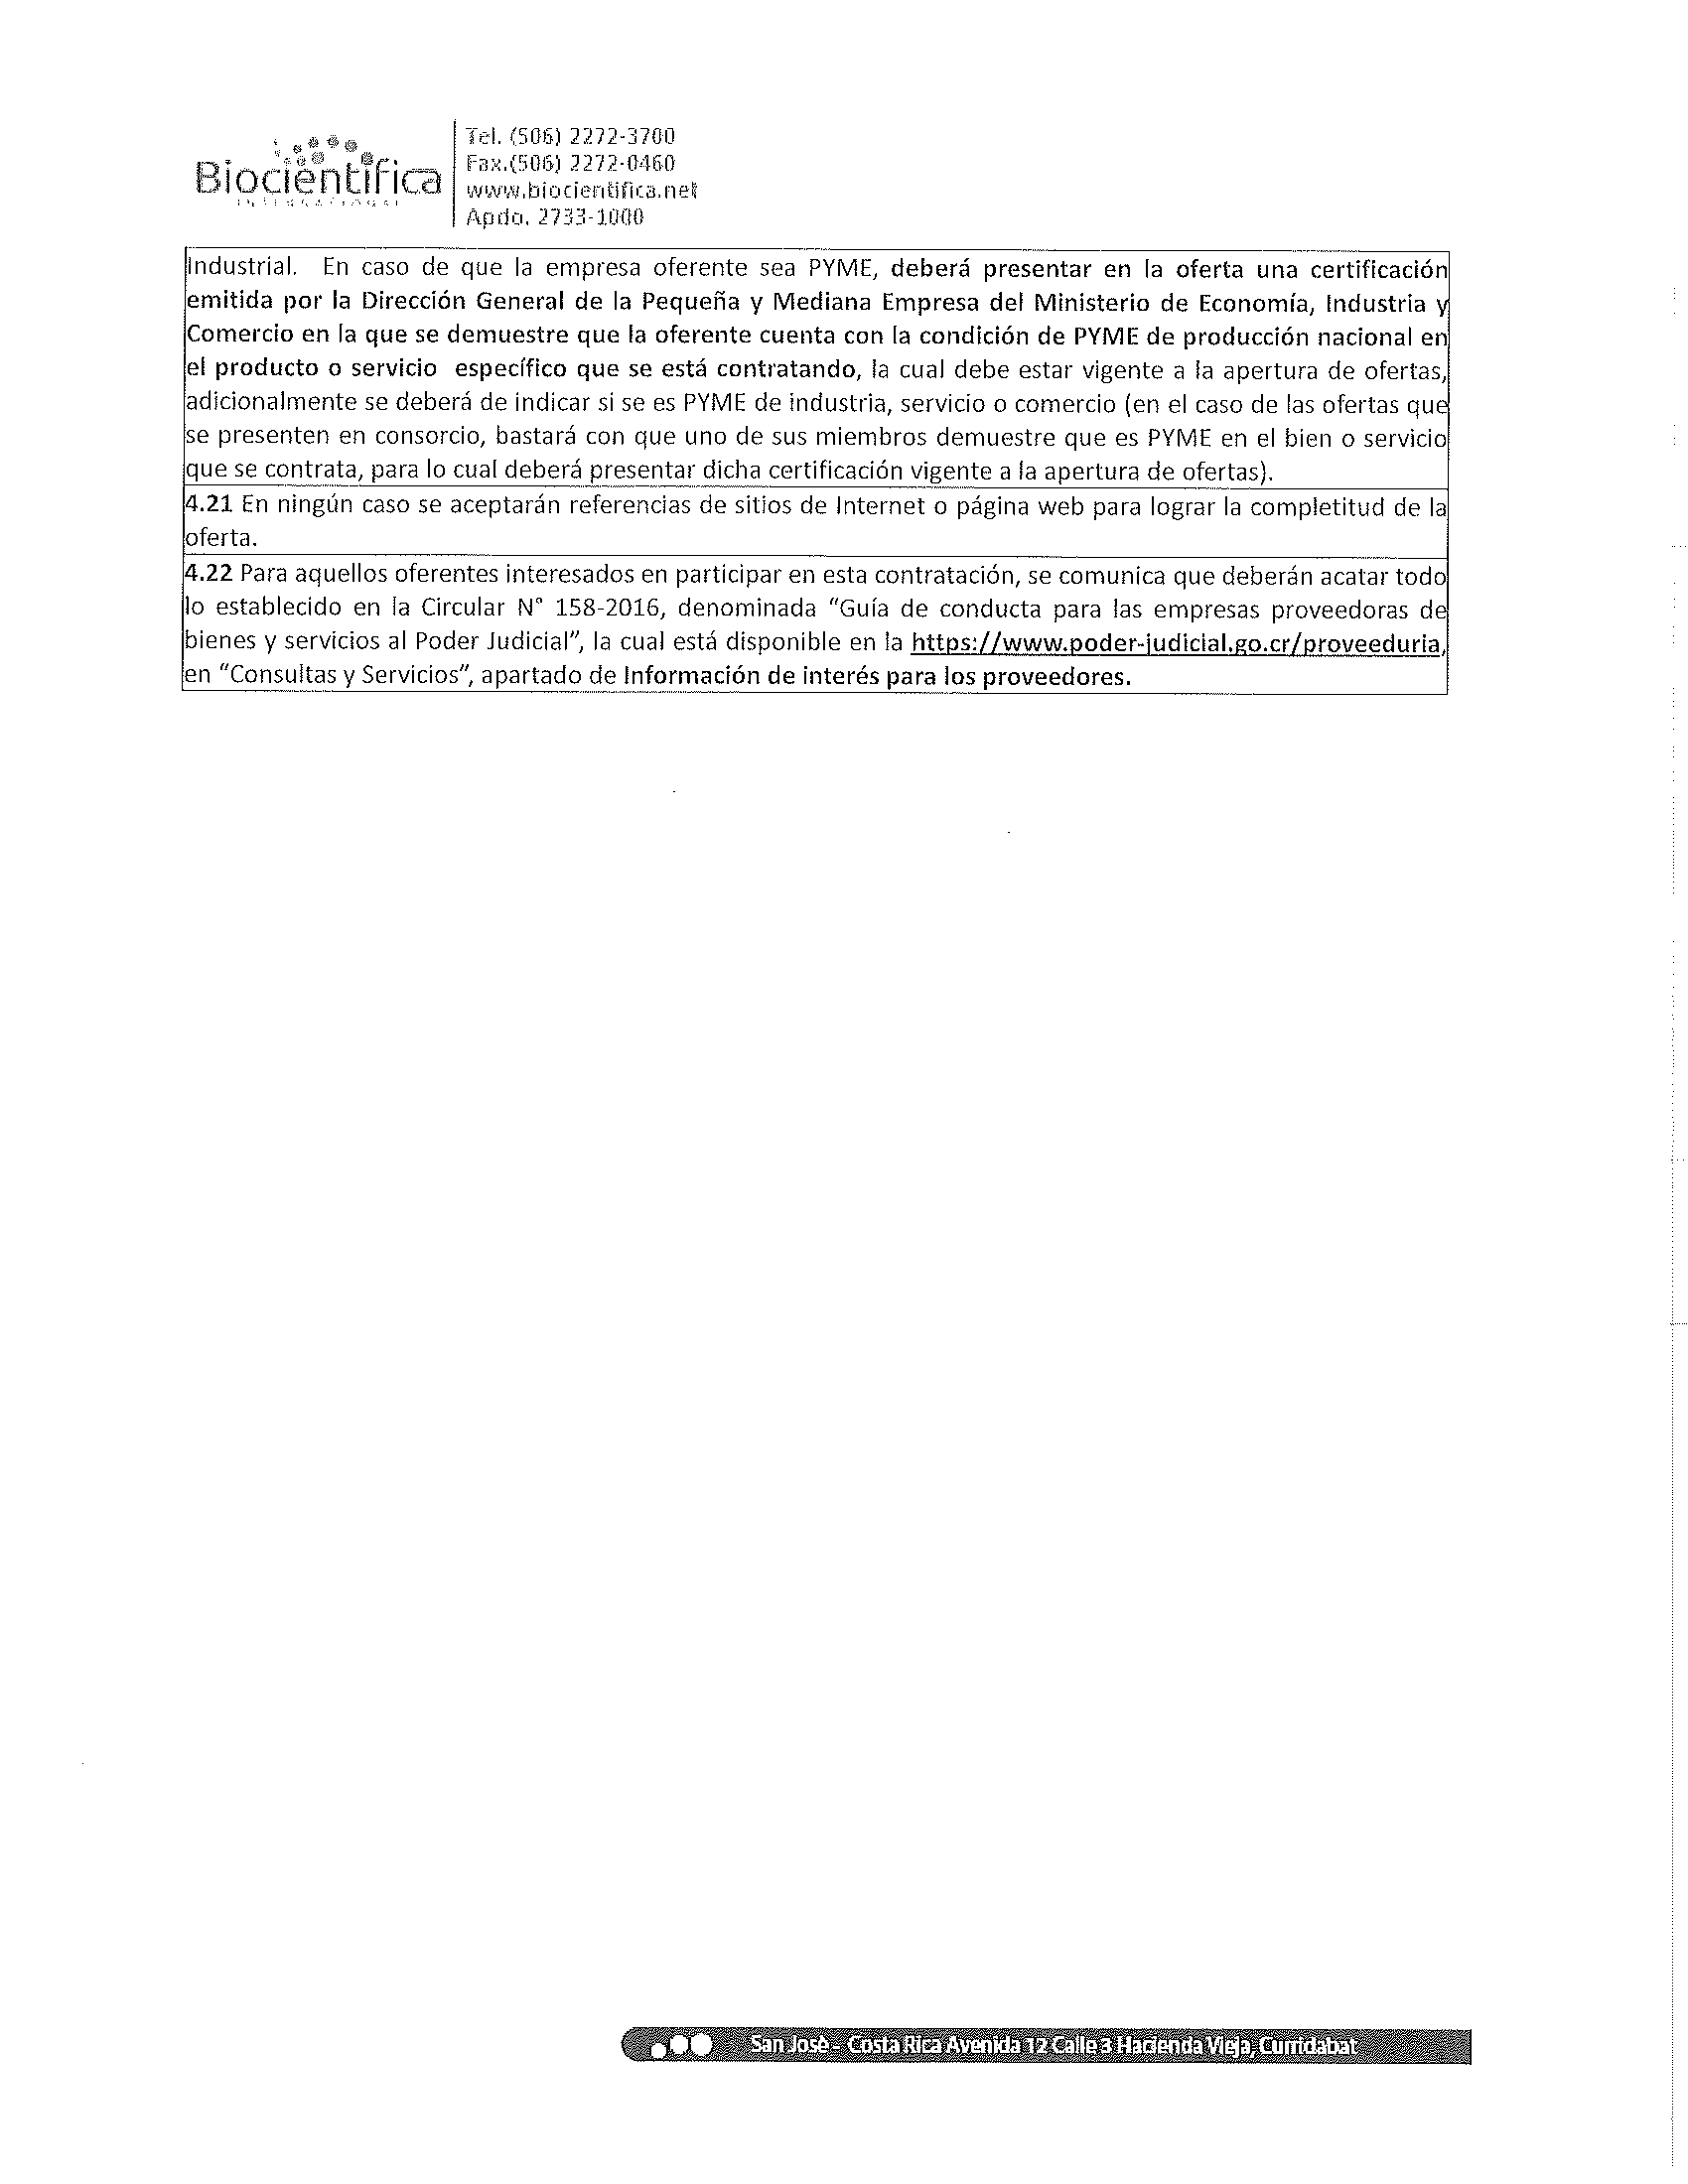 Biocientífica
INTERNACIONAL
Tel. (506) 2272-3700
Fax.(506) 2272-0460
www.biocientifica.net
Apdo. 2733-1000
Industrial. En caso de que la empresa oferente sea PYME, deberá presentar en la oferta una certificación
emitida por la Dirección General de la Pequeña y Mediana Empresa del Ministerio de Economía, Industria y
Comercio en la que se demuestre que la oferente cuenta con la condición de PYME de producción nacional en
el producto o servicio específico que se está contratando, la cual debe estar vigente a la apertura de ofertas,
adicionalmente se deberá de indicar si se es PYME de industria, servicio o comercio (en el caso de las ofertas que
se presenten en consorcio, bastará con que uno de sus miembros demuestre que es PYME en el bien o servicio
que se contrata, para lo cual deberá presentar dicha certificación vigente a la apertura de ofertas).
4.21 En ningún caso se aceptarán referencias de sitios de Internet o página web para lograr la completitud de la
oferta.
4.22 Para aquellos oferentes interesados en participar en esta contratación, se comunica que deberán acatar todo
lo establecido en la Circular N° 158-2016, denominada “Guía de conducta para las empresas proveedoras de
bienes y servicios al Poder Judicial”, la cual está disponible en la https://www.poder-judicial.go.cr/proveeduria,
en “Consultas y Servicios”, apartado de Información de interés para los proveedores.
San José - Costa Rica Avenida 12 Calle 3 Hacienda Vieja, Curridabat